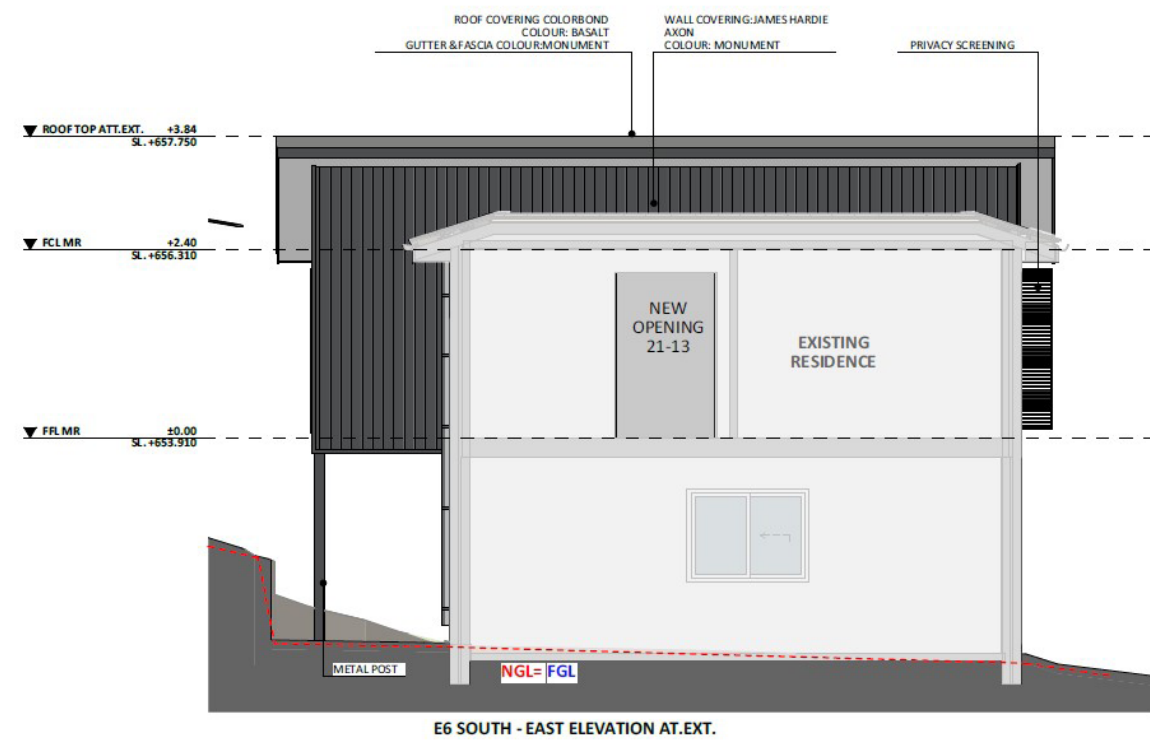 ROOF COVERING COLORBOND
COLOUR: BASALT
GUTTER & FASCIA COLOUR:MONUMENT
WALL COVERING:JAMES HARDIE
AXON
COLOUR: MONUMENT
PRIVACY SCREENING
ROOF TOP ATT.EXT. +3.84
SL. +657.750
FCL MR +2.40
SL. +656.310
NEW
OPENING
21-13
EXISTING
RESIDENCE
FFL MR ±0.00
SL. +653.910
METAL POST
NGL= FGL
E6 SOUTH - EAST ELEVATION AT.EXT.